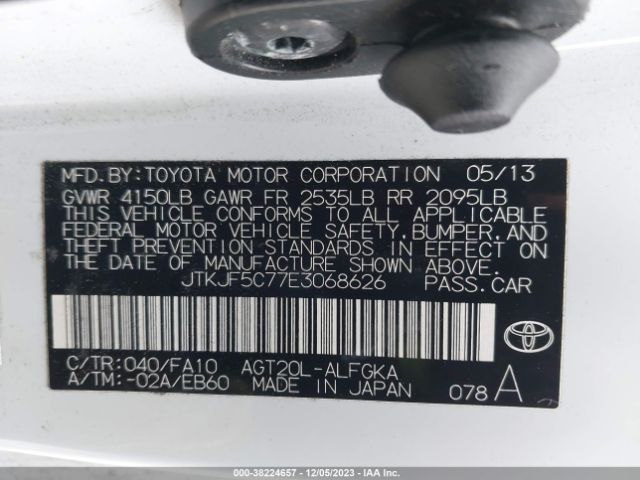 MFD.BY:TOYOTA MOTOR CORPORATION 05/13
GVWR 4150LB GAWR FR 2535LB RR 2095LB
THIS VEHICLE CONFORMS TO ALL APPLICABLE
FEDERAL MOTOR VEHICLE SAFETY,BUMPER,AND
THEFT PREVENTION STANDARDS IN EFFECT ON
THE DATE OF MANUFACTURE SHOWN ABOVE.
JTKJF5C77E3068626 PASS.CAR
C/TR:040/FA10 AGT20L-ALFGKA
A/TM:-02A/EB60 MADE IN JAPAN 078 A
TOYOTA
000-38224657 - 12/05/2023 - IAAI.COM